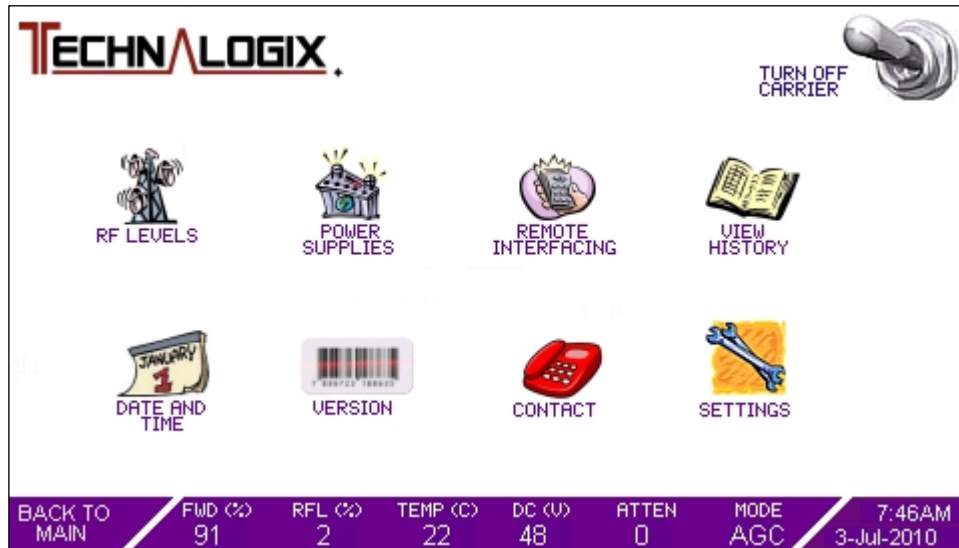 TECHNALOGIX
TURN OFF
CARRIER
RF LEVELS
POWER
SUPPLIES
REMOTE
INTERFACING
VIEW
HISTORY
JANUARY
1
DATE AND
TIME
VERSION
CONTACT
SETTINGS
BACK TO
MAIN
FWD (%)
91
RFL (%)
2
TEMP (C)
22
DC (V)
48
ATTEN
0
MODE
AGC
7:46AM
3-Jul-2010